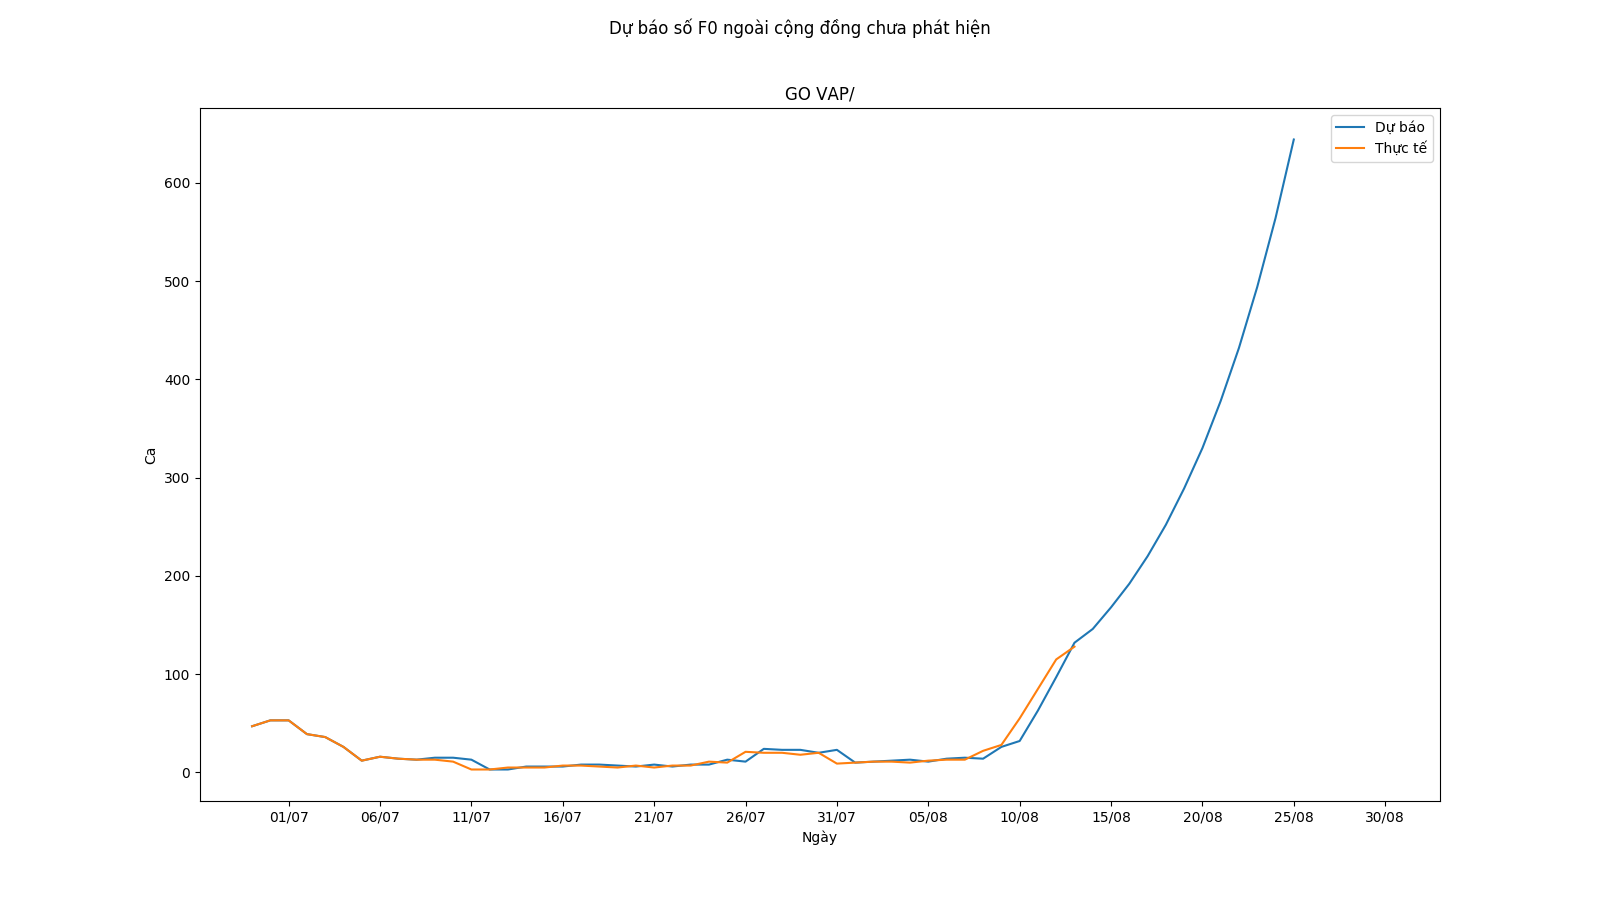 Dự báo số F0 ngoài cộng đồng chưa phát hiện
GO VAP/
Dự báo
Thực tế
600
500
400
300
200
100
0
Ca
01/07 06/07 11/07 16/07 21/07 26/07 31/07 05/08 10/08 15/08 20/08 25/08 30/08
Ngày